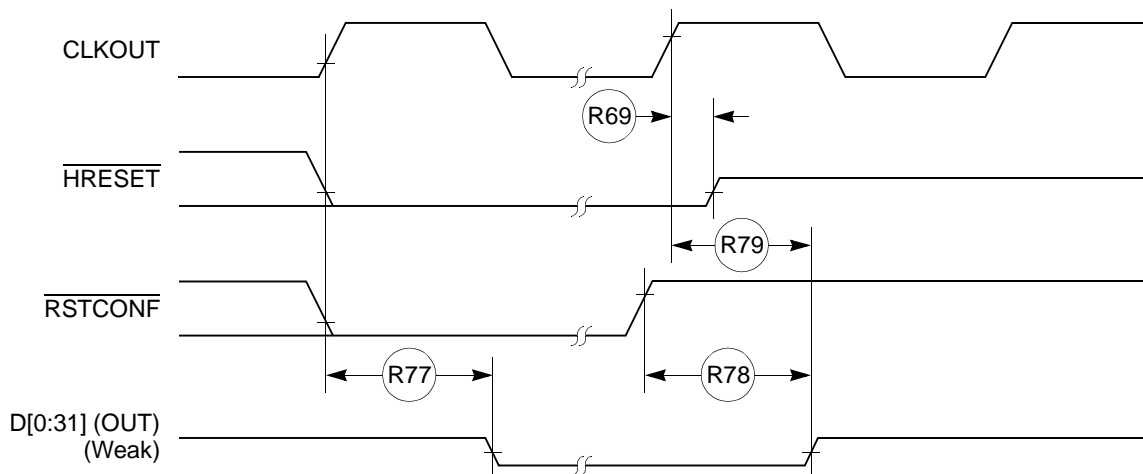 CLKOUT
R69
HRESET
R79
RSTCONF
R77
R78
D[0:31] (OUT)
(Weak)